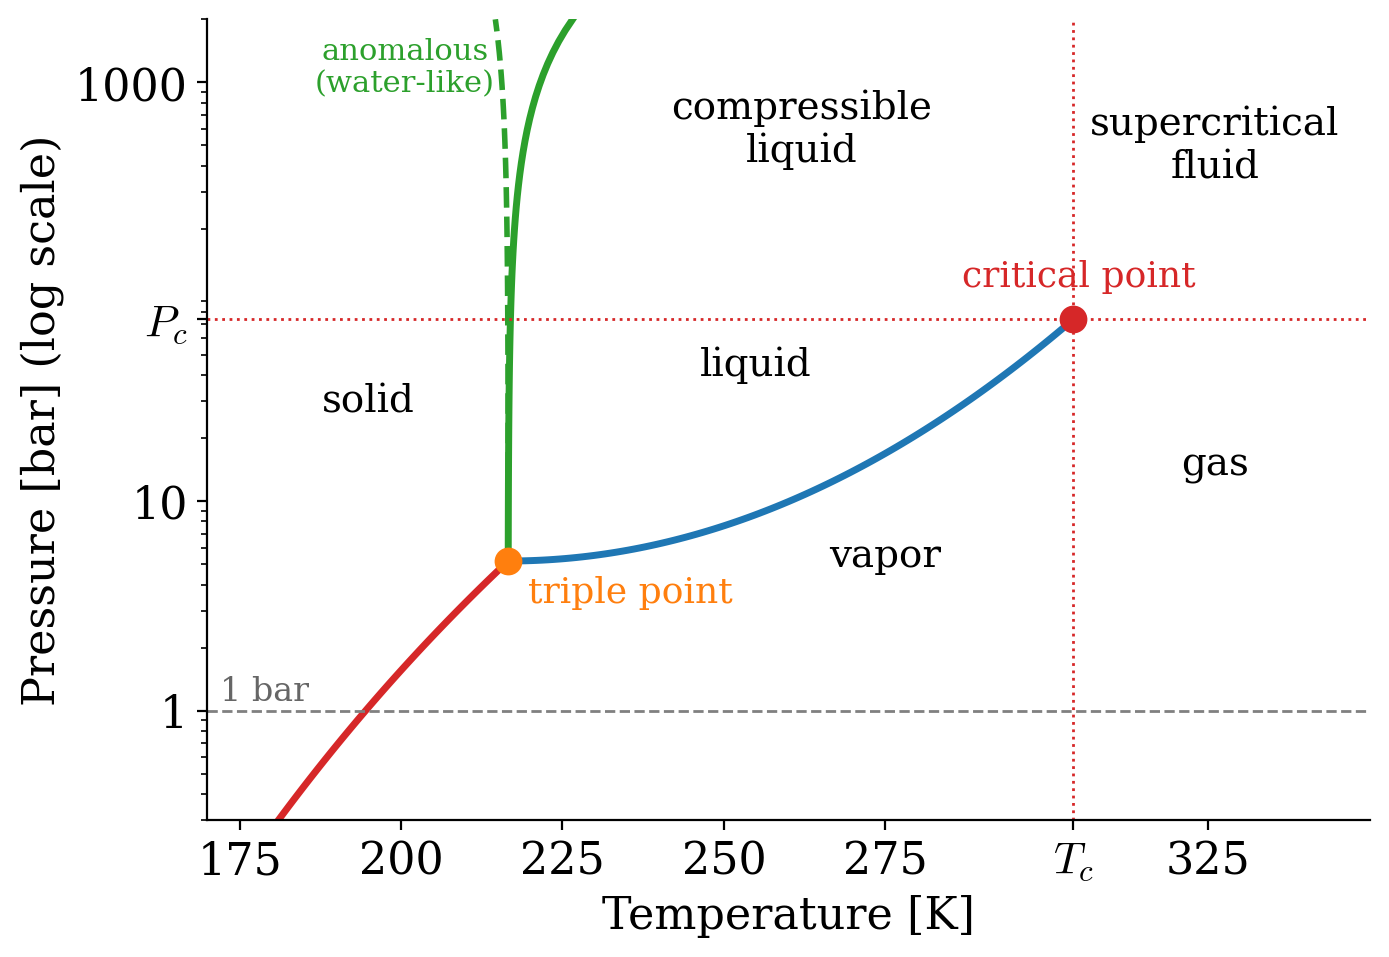 anomalous
(water-like)
1000
compressible
liquid
supercritical
fluid
critical point
P_c
liquid
solid
gas
10
vapor
triple point
1 bar
1
175
200
225
250
275
T_c
325
Temperature [K]
Pressure [bar] (log scale)